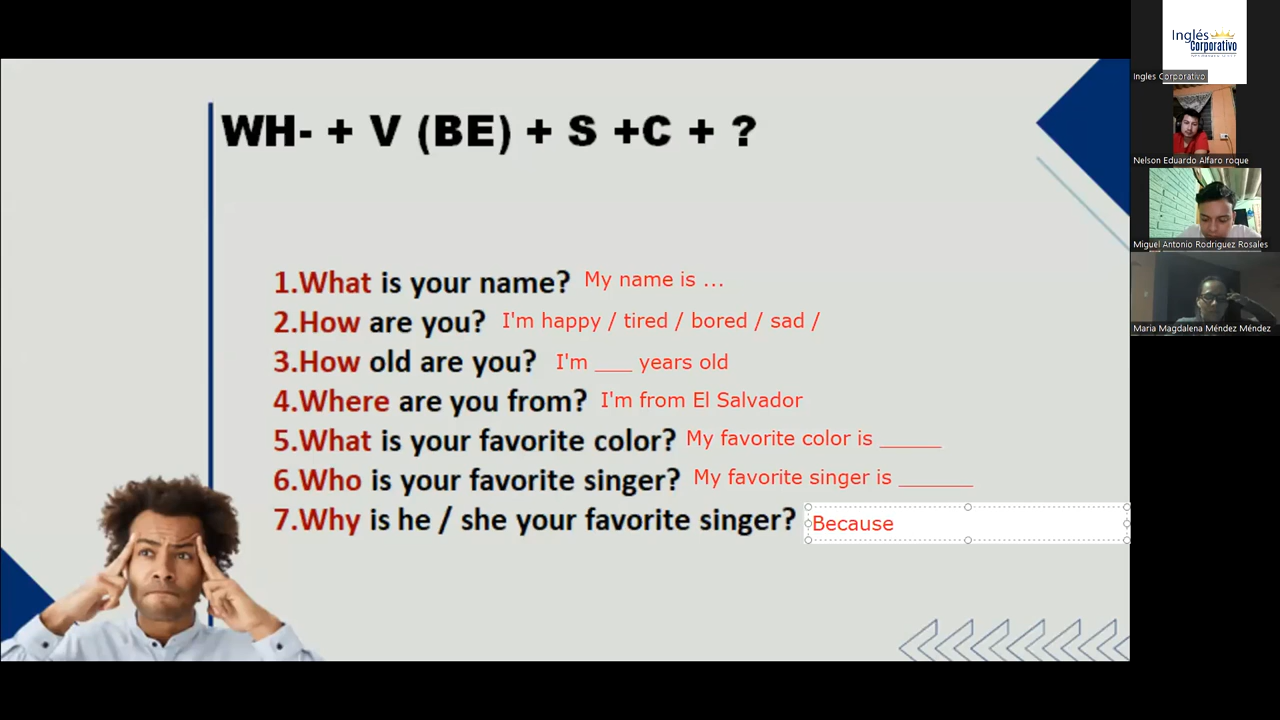 WH- + V (BE) + S +C + ?
1.What is your name? My name is ...
2.How are you? I'm happy / tired / bored / sad /
3.How old are you? I'm ___ years old
4.Where are you from? I'm from El Salvador
5.What is your favorite color? My favorite color is _____
6.Who is your favorite singer? My favorite singer is ______
7.Why is he / she your favorite singer? Because
Inglés
Corporativo
Ingles Corporativo
Nelson Eduardo Alfaro roque
Miguel Antonio Rodriguez Rosales
Maria Magdalena Méndez Méndez